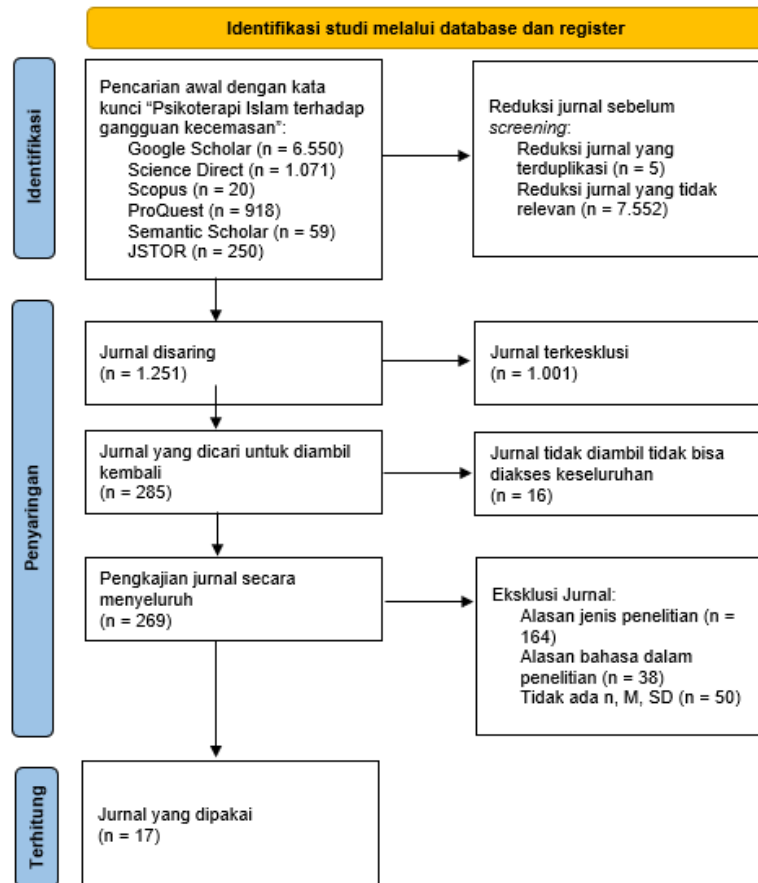 Identifikasi studi melalui database dan register
Identifikasi
Pencarian awal dengan kata
kunci “Psikoterapi Islam terhadap
gangguan kecemasan”:
Google Scholar (n = 6.550)
Science Direct (n = 1.071)
Scopus (n = 20)
ProQuest (n = 918)
Semantic Scholar (n = 59)
JSTOR (n = 250)
Reduksi jurnal sebelum
screening:
Reduksi jurnal yang
terduplikasi (n = 5)
Reduksi jurnal yang tidak
relevan (n = 7.552)
Penyaringan
Jurnal disaring
(n = 1.251)
Jurnal terkesklusi
(n = 1.001)
Jurnal yang dicari untuk diambil
kembali
(n = 285)
Jurnal tidak diambil tidak bisa
diakses keseluruhan
(n = 16)
Pengkajian jurnal secara
menyeluruh
(n = 269)
Eksklusi Jurnal:
Alasan jenis penelitian (n =
164)
Alasan bahasa dalam
penelitian (n = 38)
Tidak ada n, M, SD (n = 50)
Terhitung
Jurnal yang dipakai
(n = 17)